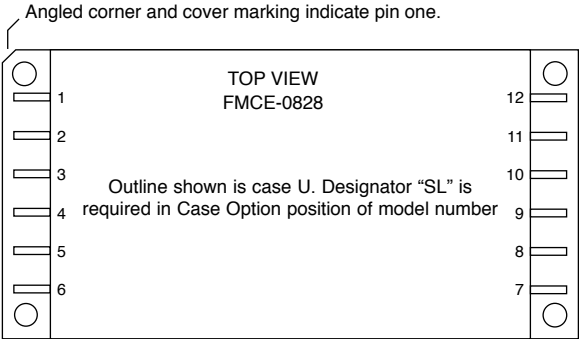 Angled corner and cover marking indicate pin one.
TOP VIEW
FMCE-0828
1 12
2 11
3 10
Outline shown is case U. Designator “SL” is
required in Case Option position of model number
4 9
5 8
6 7